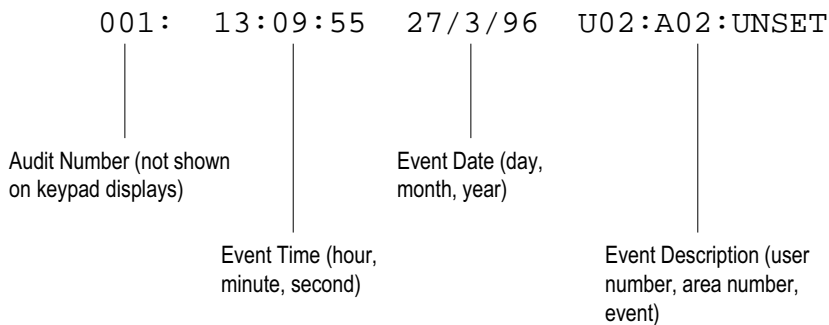 001: 13:09:55 27/3/96 U02:A02:UNSET
Audit Number (not shown
on keypad displays)
Event Date (day,
month, year)
Event Time (hour,
minute, second)
Event Description (user
number, area number,
event)